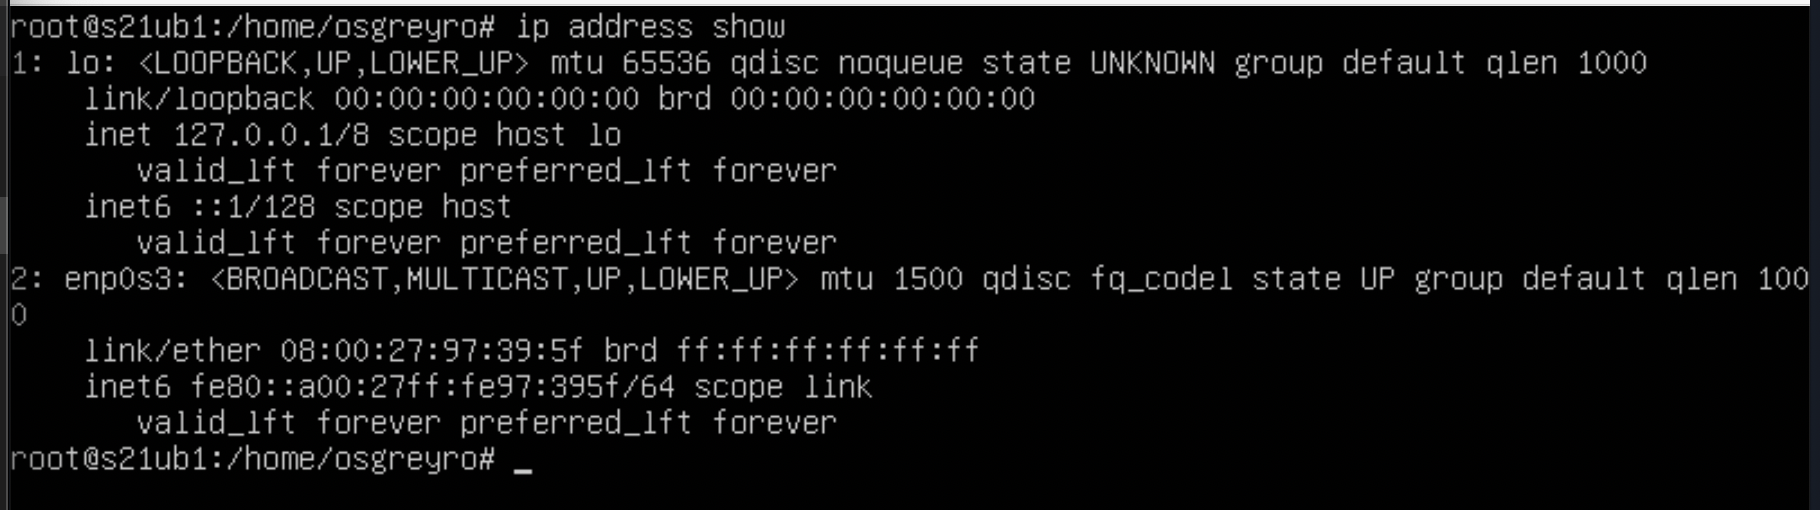 root@s21ub1:/home/osgreyro# ip address show
1: lo: <LOOPBACK,UP,LOWER_UP> mtu 65536 qdisc noqueue state UNKNOWN group default qlen 1000
    link/loopback 00:00:00:00:00:00 brd 00:00:00:00:00:00
    inet 127.0.0.1/8 scope host lo
       valid_lft forever preferred_lft forever
    inet6 ::1/128 scope host
       valid_lft forever preferred_lft forever
2: enp0s3: <BROADCAST,MULTICAST,UP,LOWER_UP> mtu 1500 qdisc fq_codel state UP group default qlen 100
0
    link/ether 08:00:27:97:39:5f brd ff:ff:ff:ff:ff:ff
    inet6 fe80::a00:27ff:fe97:395f/64 scope link
       valid_lft forever preferred_lft forever
root@s21ub1:/home/osgreyro# _